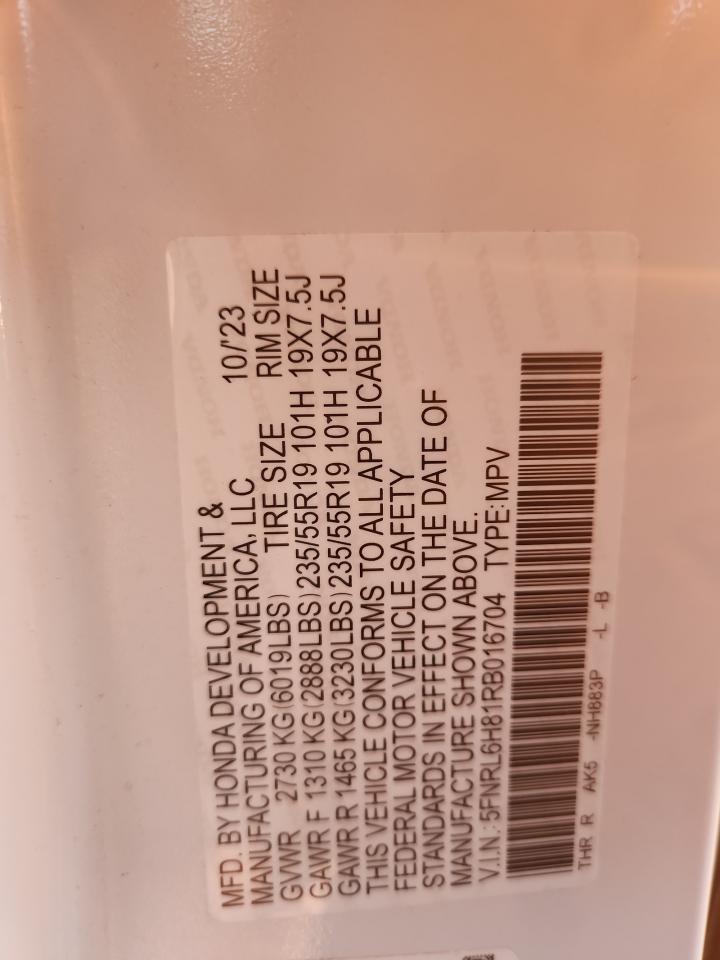 MFD. BY HONDA DEVELOPMENT &
MANUFACTURING OF AMERICA, LLC 10/'23
GVWR 2730 KG(6019LBS) TIRE SIZE RIM SIZE
GAWR F 1310 KG(2888LBS) 235/55R19 101H 19X7.5J
GAWR R 1465 KG(3230LBS) 235/55R19 101H 19X7.5J
THIS VEHICLE CONFORMS TO ALL APPLICABLE
FEDERAL MOTOR VEHICLE SAFETY
STANDARDS IN EFFECT ON THE DATE OF
MANUFACTURE SHOWN ABOVE.
V.I.N.: 5FNRL6H81RB016704 TYPE:MPV
THR R AK5 -NH883P -L -B